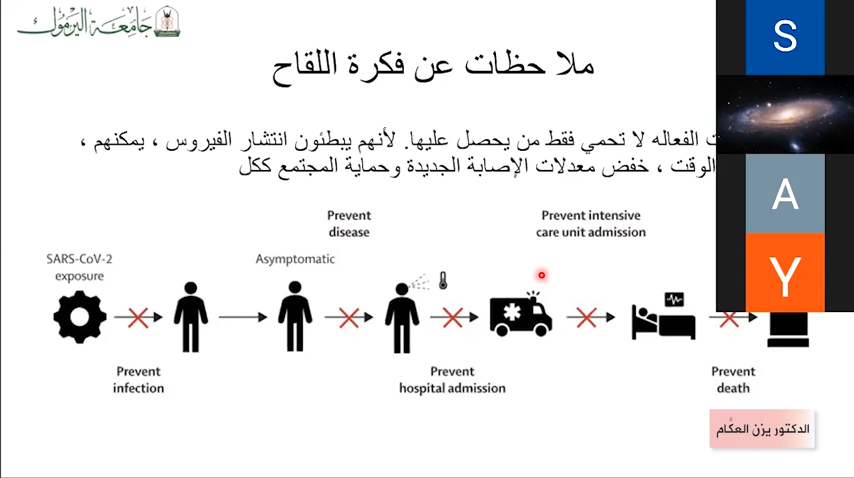 جامعة اليرموك
S
ملا حظات عن فكرة اللقاح
الفعاله لا تحمي فقط من يحصل عليها. لأنهم يبطئون انتشار الفيروس ، يمكنهم ،
الوقت ، خفض معدلات الإصابة الجديدة وحماية المجتمع ككل
A
Y
Prevent
disease
Prevent intensive
care unit admission
SARS-CoV-2
exposure
Asymptomatic
Prevent
infection
Prevent
hospital admission
Prevent
death
الدكتور يزن العكّام